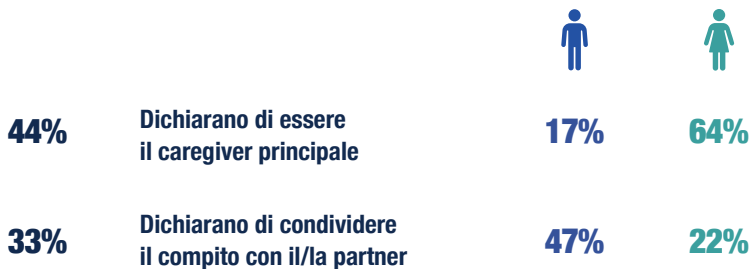 44% Dichiarano di essere il caregiver principale 17% 64%
33% Dichiarano di condividere il compito con il/la partner 47% 22%